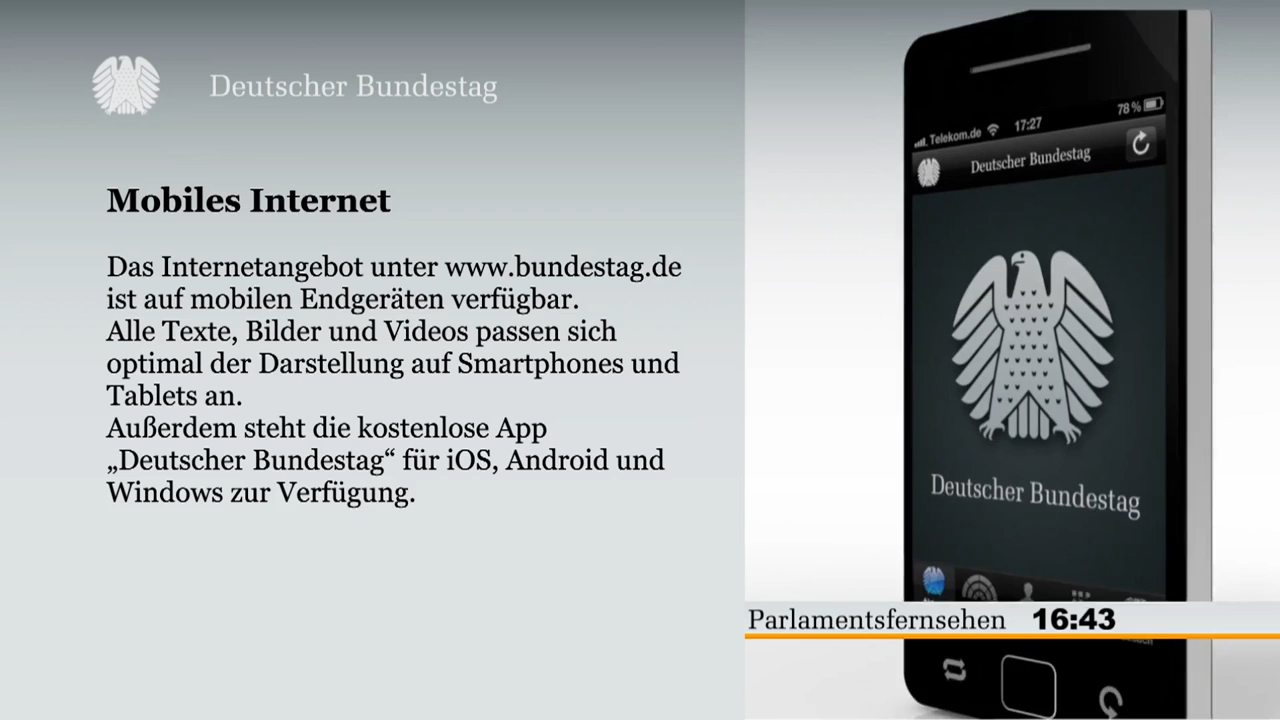 Deutscher Bundestag
Mobiles Internet
Das Internetangebot unter www.bundestag.de
ist auf mobilen Endgeräten verfügbar.
Alle Texte, Bilder und Videos passen sich
optimal der Darstellung auf Smartphones und
Tablets an.
Außerdem steht die kostenlose App
„Deutscher Bundestag“ für iOS, Android und
Windows zur Verfügung.
Telekom.de 17:27 78 %
Deutscher Bundestag
Deutscher Bundestag
Parlamentsfernsehen 16:43